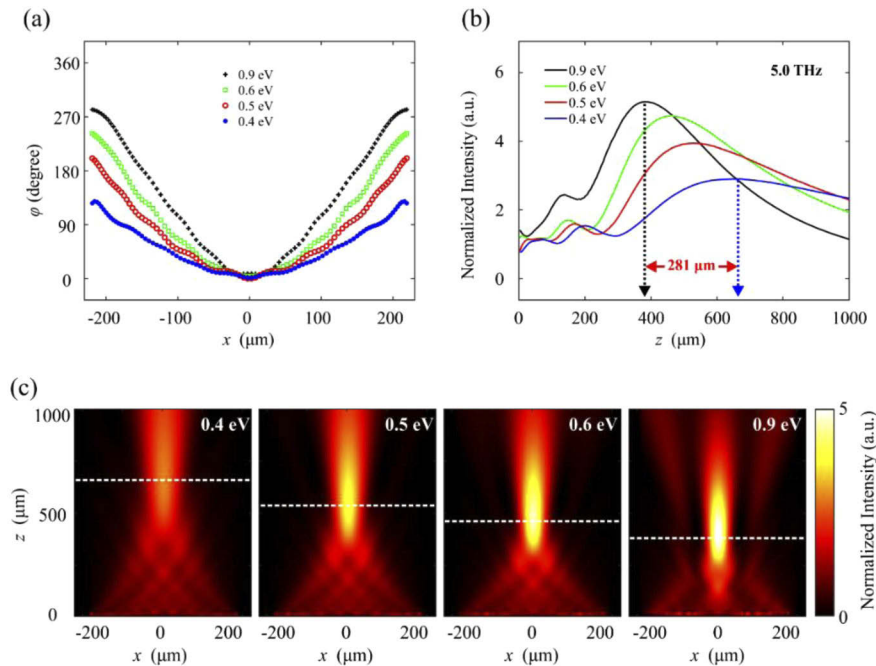 (a)
360
270
180
90
0
φ (degree)
0.9 eV
0.6 eV
0.5 eV
0.4 eV
-200 -100 0 100 200
x (μm)
(b)
6
4
2
0
Normalized Intensity (a.u.)
0.9 eV
0.6 eV
0.5 eV
0.4 eV
5.0 THz
281 μm
0 200 400 600 800 1000
z (μm)
(c)
1000
500
0
z (μm)
0.4 eV
0.5 eV
0.6 eV
0.9 eV
5
0
Normalized Intensity (a.u.)
-200 0 200 -200 0 200 -200 0 200 -200 0 200
x (μm) x (μm) x (μm) x (μm)